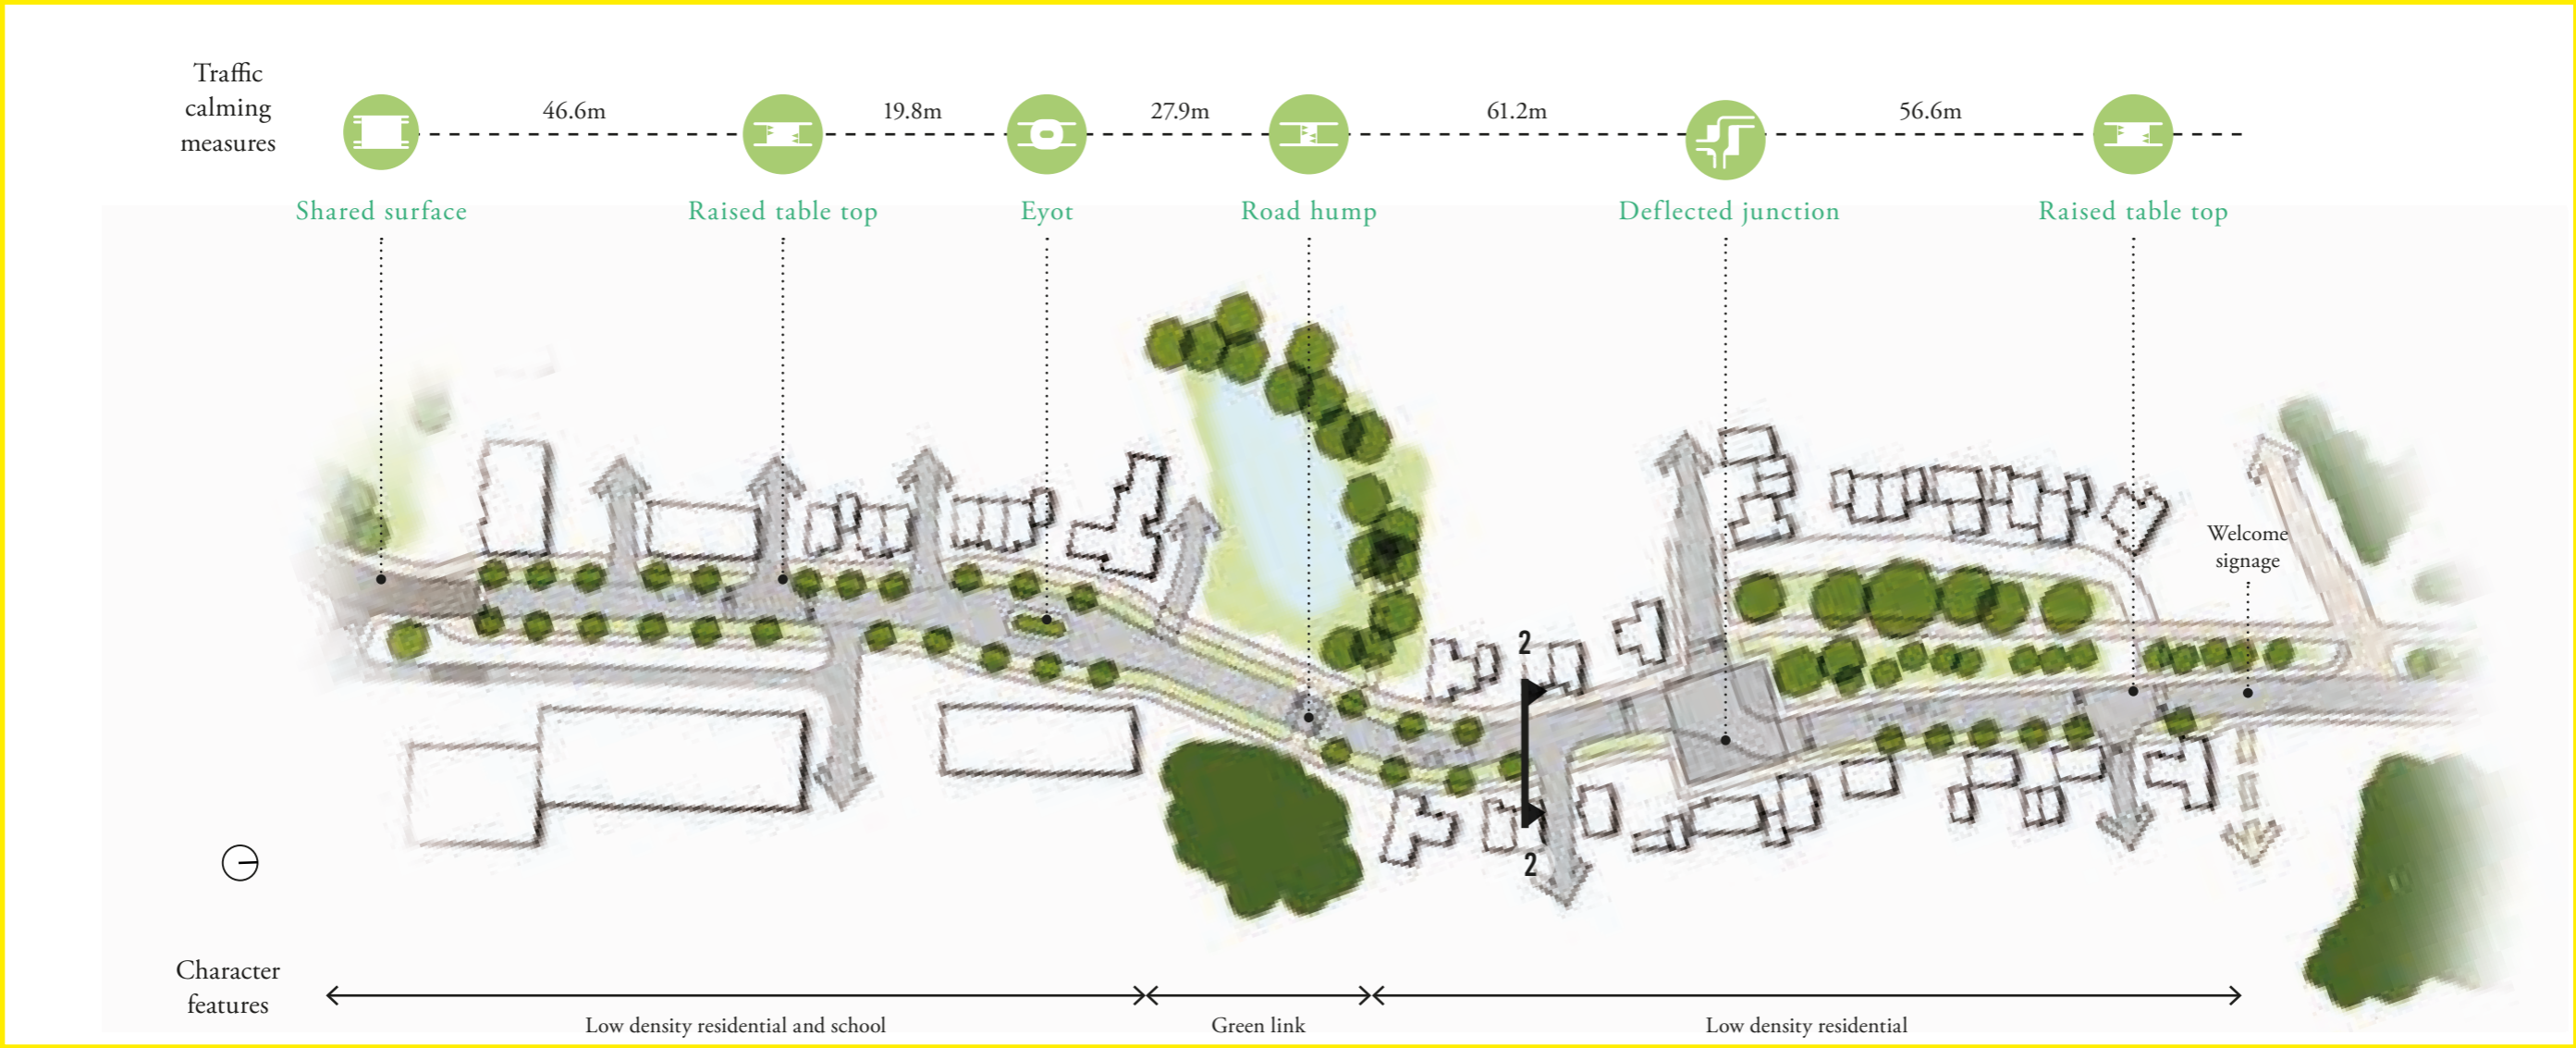 Traffic
calming
measures
46.6m
19.8m
27.9m
61.2m
56.6m
Shared surface
Raised table top
Eyot
Road hump
Deflected junction
Raised table top
Welcome
signage
2
2
Character
features
Low density residential and school
Green link
Low density residential